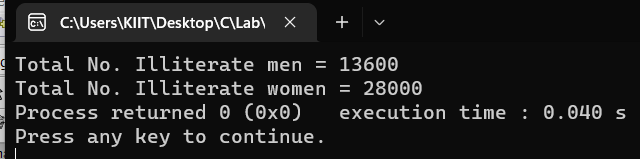 C:\Users\KIIT\Desktop\C\Lab\
Total No. Illiterate men = 13600
Total No. Illiterate women = 28000
Process returned 0 (0x0)   execution time : 0.040 s
Press any key to continue.